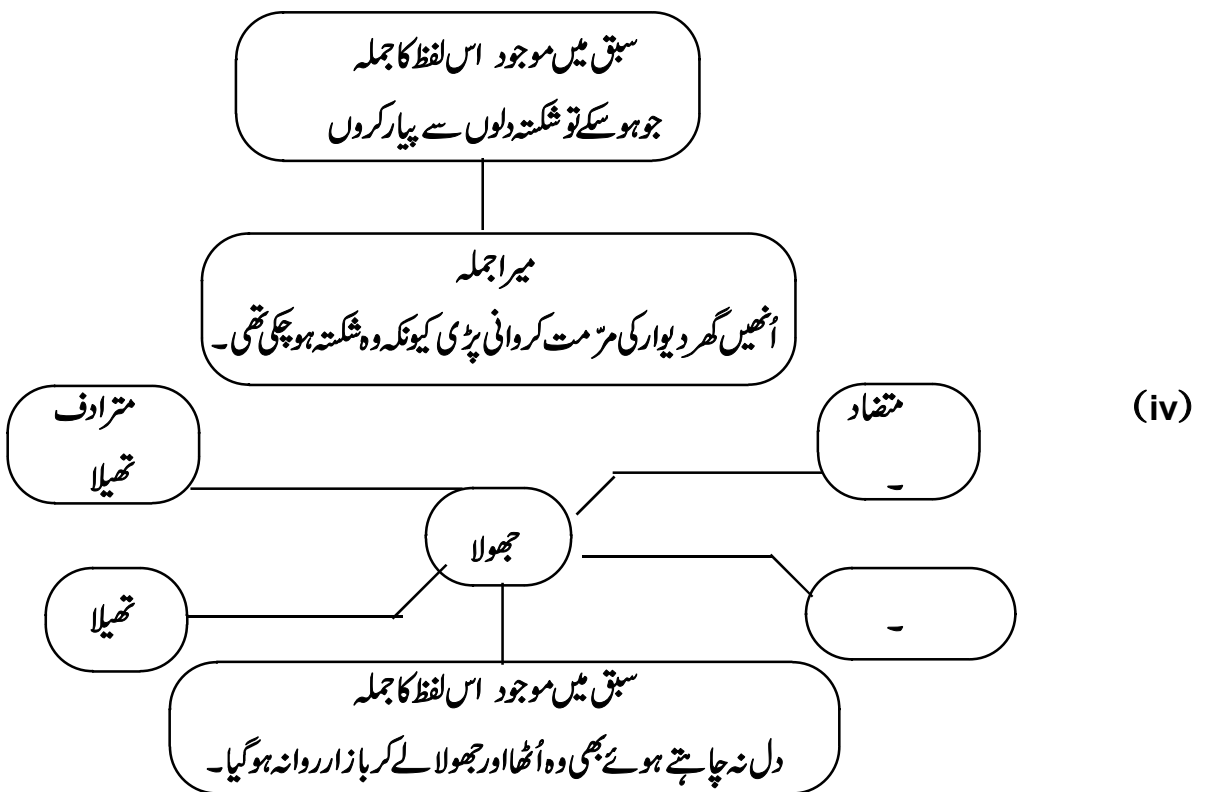 سبق میں موجود اس لفظ کا جملہ
جو ہو سکے تو شکستہ دلوں سے پیار کروں
میرا جملہ
اُنھیں گھر دیوار کی مرّمت کروانی پڑی کیونکہ وہ شکستہ ہو چکی تھی۔
(iv)
متضاد
۔
مترادف
تھیلا
جھولا
۔
تھیلا
سبق میں موجود اس لفظ کا جملہ
دل نہ چاہتے ہوئے بھی وہ اُٹھا اور جھولا لے کر بازار روانہ ہو گیا۔